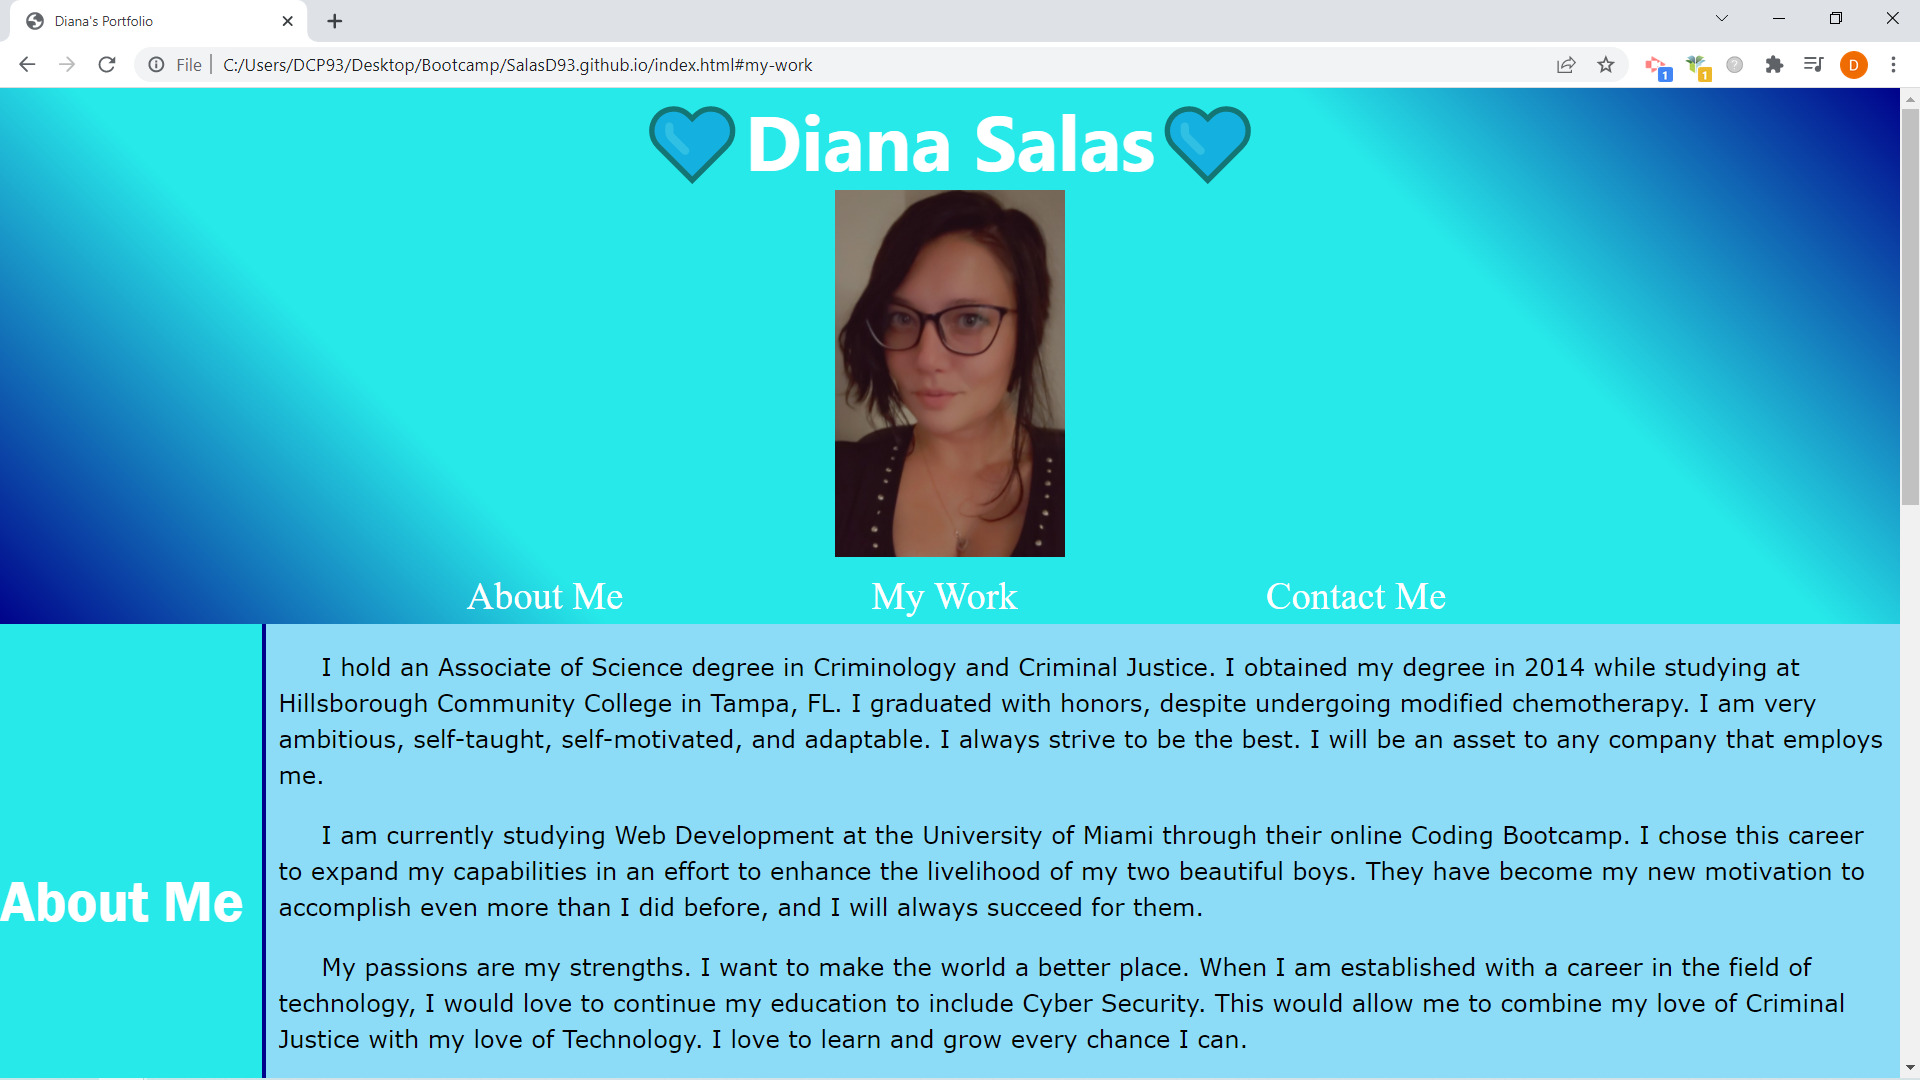 Diana's Portfolio
File | C:/Users/DCP93/Desktop/Bootcamp/SalasD93.github.io/index.html#my-work
1
1
D
Diana Salas
About Me My Work Contact Me
I hold an Associate of Science degree in Criminology and Criminal Justice. I obtained my degree in 2014 while studying at
Hillsborough Community College in Tampa, FL. I graduated with honors, despite undergoing modified chemotherapy. I am very
ambitious, self-taught, self-motivated, and adaptable. I always strive to be the best. I will be an asset to any company that employs
me.
I am currently studying Web Development at the University of Miami through their online Coding Bootcamp. I chose this career
to expand my capabilities in an effort to enhance the livelihood of my two beautiful boys. They have become my new motivation to
accomplish even more than I did before, and I will always succeed for them.
About Me
My passions are my strengths. I want to make the world a better place. When I am established with a career in the field of
technology, I would love to continue my education to include Cyber Security. This would allow me to combine my love of Criminal
Justice with my love of Technology. I love to learn and grow every chance I can.